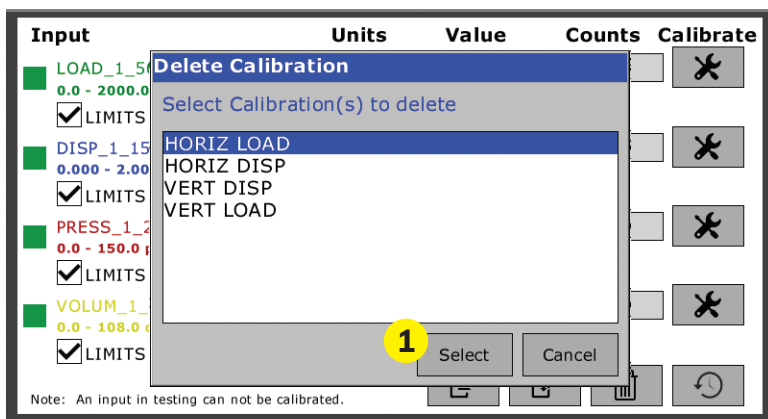 Input Units Value Counts Calibrate
LOAD_1_5
0.0 - 2000.0
LIMITS
DISP_1_15
0.000 - 2.00
LIMITS
PRESS_1_2
0.0 - 150.0
LIMITS
VOLUM_1_
0.0 - 108.0
LIMITS
Note: An input in testing can not be calibrated.
Delete Calibration
Select Calibration(s) to delete
HORIZ LOAD
HORIZ DISP
VERT DISP
VERT LOAD
1
Select Cancel